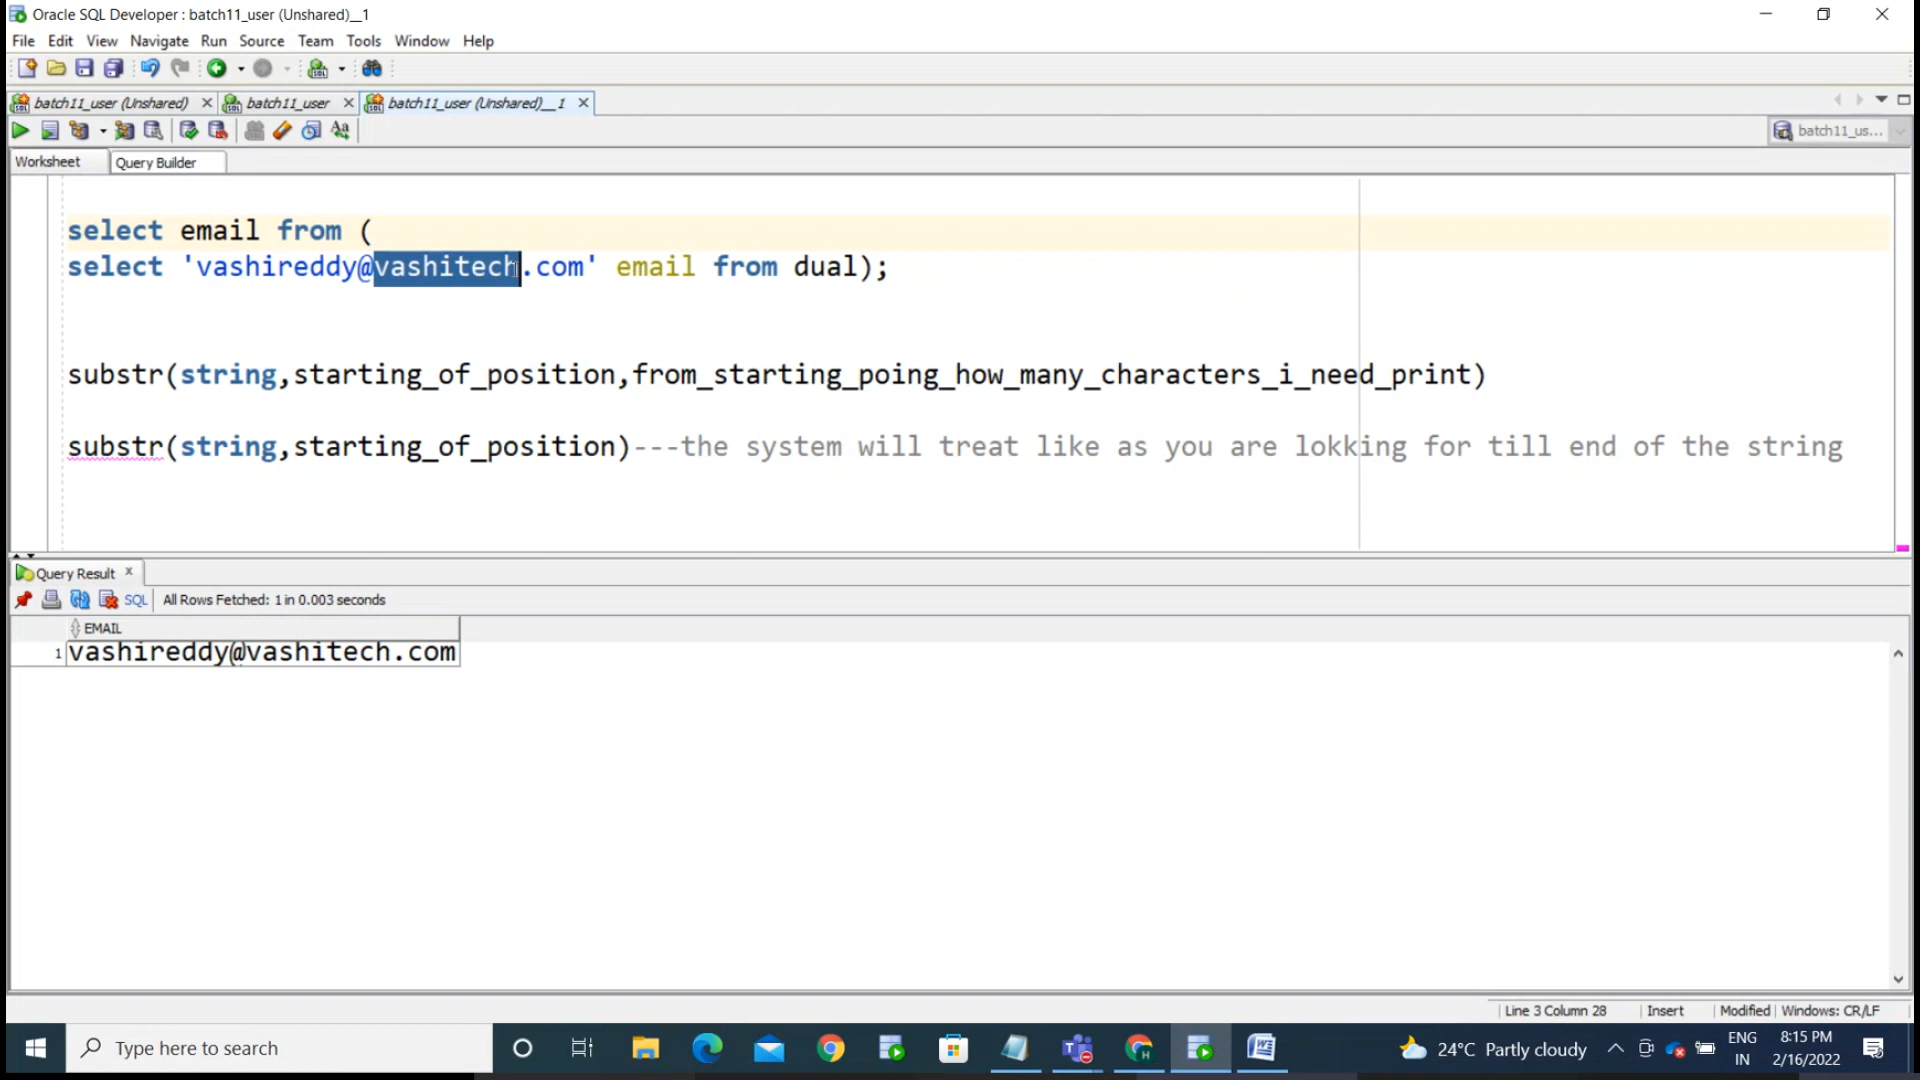 Oracle SQL Developer : batch11_user (Unshared)__1
File Edit View Navigate Run Source Team Tools Window Help
batch11_user (Unshared) batch11_user batch11_user (Unshared)__1
batch11_us...
Worksheet Query Builder
select email from (
select 'vashireddy@vashitech.com' email from dual);
substr(string,starting_of_position,from_starting_poing_how_many_characters_i_need_print)
substr(string,starting_of_position)---the system will treat like as you are lokking for till end of the string
Query Result
SQL All Rows Fetched: 1 in 0.003 seconds
EMAIL
1 vashireddy@vashitech.com
Line 3 Column 28 Insert Modified Windows: CR/LF
Type here to search
24°C Partly cloudy
ENG
IN
8:15 PM
2/16/2022